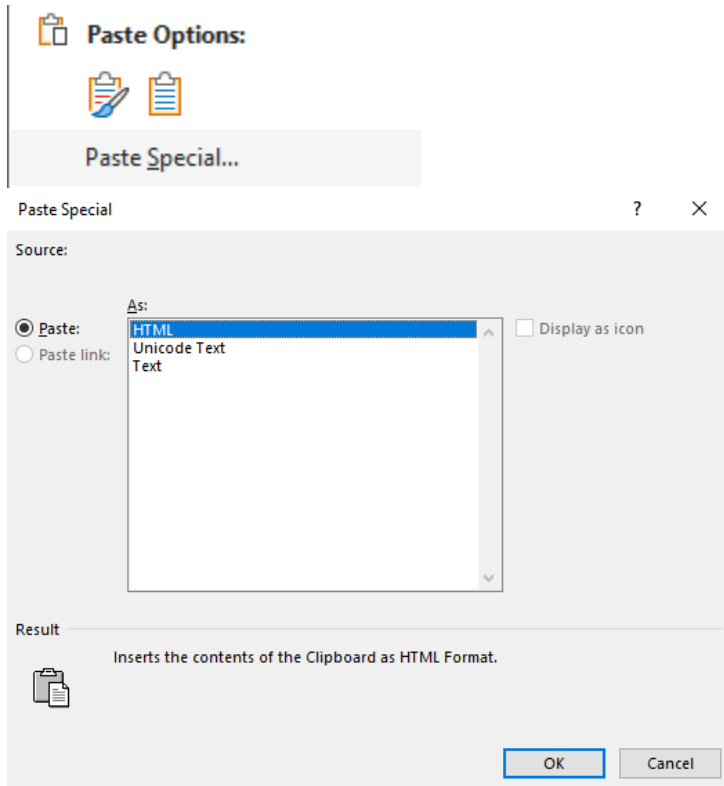 Paste Options:
Paste Special...
Paste Special ?
Source:
As:
Paste:
HTML
Display as icon
Unicode Text
Paste link:
Text
Result
Inserts the contents of the Clipboard as HTML Format.
OK Cancel